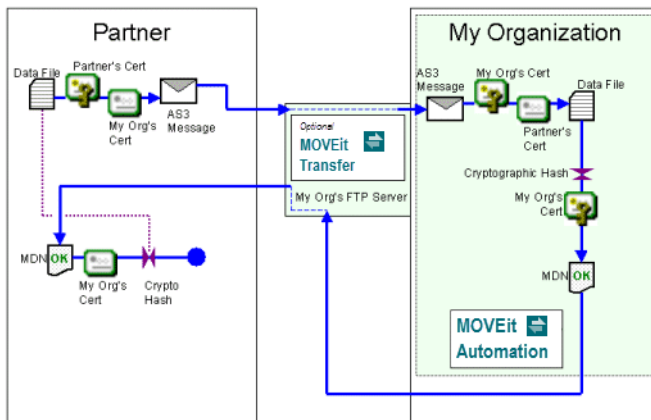 Partner
Data File
Partner's Cert
My Org's
Cert
AS3
Message
MDN
OK
My Org's
Cert
Crypto
Hash
Optional
MOVEit
Transfer
My Org's FTP Server
My Organization
AS3
Message
My Org's Cert
Partner's
Cert
Data File
Cryptographic Hash
My Org's
Cert
MDN
OK
MOVEit
Automation